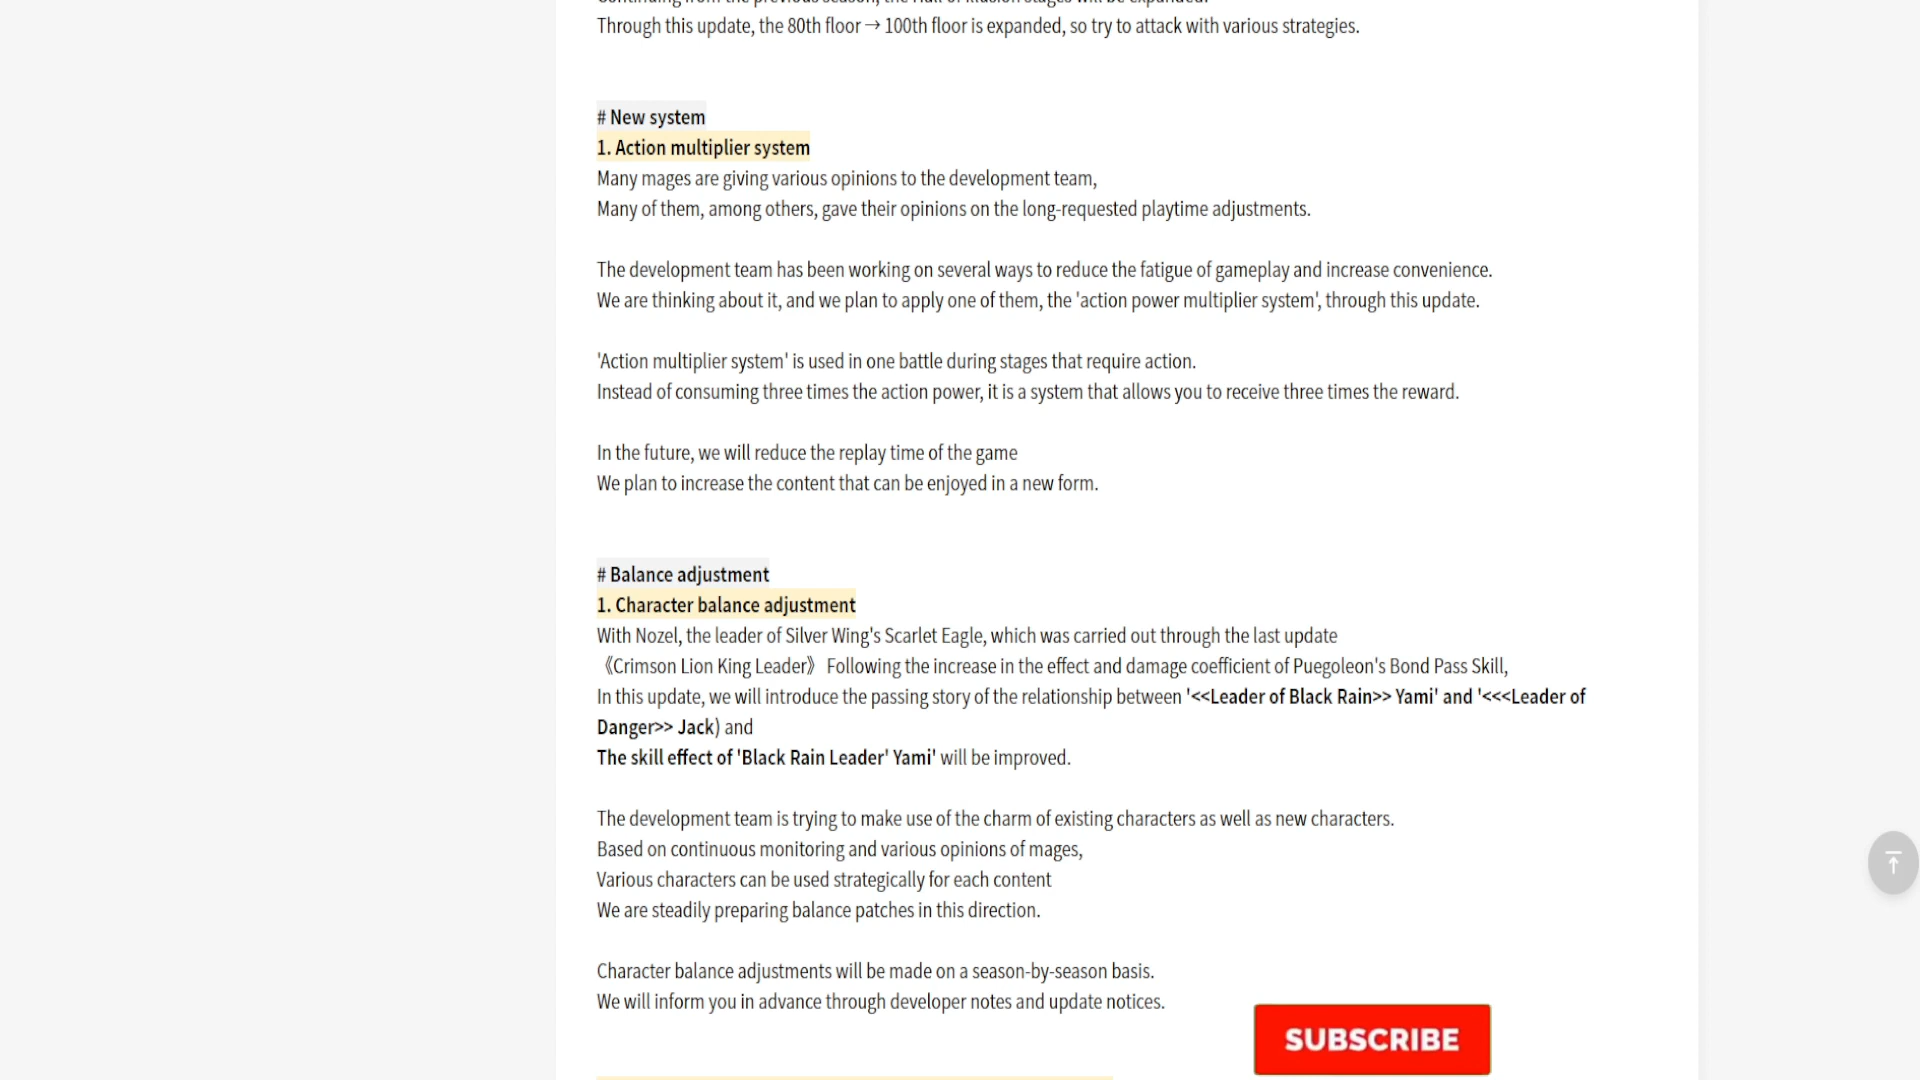 Continuing from the previous season, the Hall of Illusion stages will be expanded.
Through this update, the 80th floor → 100th floor is expanded, so try to attack with various strategies.
# New system
1. Action multiplier system
Many mages are giving various opinions to the development team,
Many of them, among others, gave their opinions on the long-requested playtime adjustments.
The development team has been working on several ways to reduce the fatigue of gameplay and increase convenience.
We are thinking about it, and we plan to apply one of them, the 'action power multiplier system', through this update.
'Action multiplier system' is used in one battle during stages that require action.
Instead of consuming three times the action power, it is a system that allows you to receive three times the reward.
In the future, we will reduce the replay time of the game
We plan to increase the content that can be enjoyed in a new form.
# Balance adjustment
1. Character balance adjustment
With Nozel, the leader of Silver Wing's Scarlet Eagle, which was carried out through the last update
《Crimson Lion King Leader》 Following the increase in the effect and damage coefficient of Puegoleon's Bond Pass Skill,
In this update, we will introduce the passing story of the relationship between '<<Leader of Black Rain>> Yami' and '<<<Leader of
Danger>> Jack) and
The skill effect of 'Black Rain Leader' Yami' will be improved.
The development team is trying to make use of the charm of existing characters as well as new characters.
Based on continuous monitoring and various opinions of mages,
Various characters can be used strategically for each content
We are steadily preparing balance patches in this direction.
Character balance adjustments will be made on a season-by-season basis.
We will inform you in advance through developer notes and update notices.
SUBSCRIBE